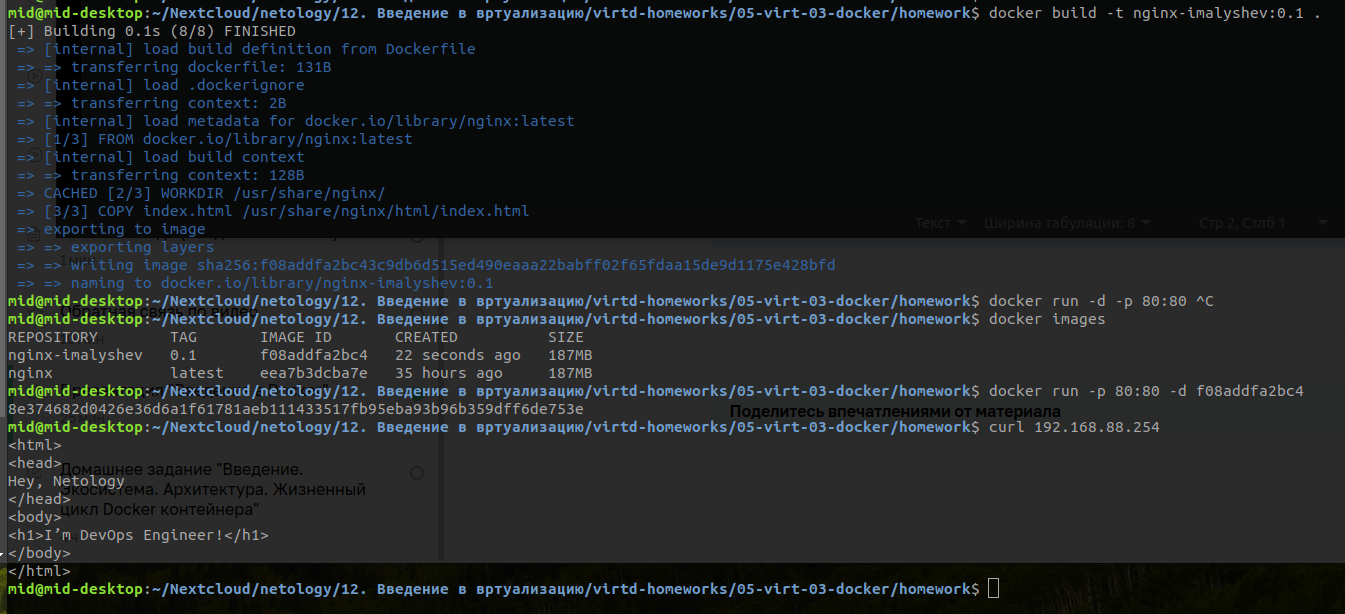 mid@mid-desktop:~/Nextcloud/netology/12. Введение в вртуализацию/virtd-homeworks/05-virt-03-docker/homework$ docker build -t nginx-imalyshev:0.1 .
[+] Building 0.1s (8/8) FINISHED
=> [internal] load build definition from Dockerfile
=> => transferring dockerfile: 131B
=> [internal] load .dockerignore
=> => transferring context: 2B
=> [internal] load metadata for docker.io/library/nginx:latest
=> [1/3] FROM docker.io/library/nginx:latest
=> [internal] load build context
=> => transferring context: 128B
=> CACHED [2/3] WORKDIR /usr/share/nginx/
=> [3/3] COPY index.html /usr/share/nginx/html/index.html
Текст Ширина табуляции: 8 Стр 2, Стлб 1
=> exporting to image
=> => exporting layers
=> => writing image sha256:f08addfa2bc43c9db6d515ed490eaaa22babff02f65fdaa15de9d1175e428bfd
=> => naming to docker.io/library/nginx-imalyshev:0.1
mid@mid-desktop:~/Nextcloud/netology/12. Введение в вртуализацию/virtd-homeworks/05-virt-03-docker/homework$ docker run -d -p 80:80 ^C
Обратная связь по видео
mid@mid-desktop:~/Nextcloud/netology/12. Введение в вртуализацию/virtd-homeworks/05-virt-03-docker/homework$ docker images
REPOSITORY TAG IMAGE ID CREATED SIZE
nginx-imalyshev 0.1 f08addfa2bc4 22 seconds ago 187MB
nginx latest eea7b3dcba7e 35 hours ago 187MB
mid@mid-desktop:~/Nextcloud/netology/12. Введение в вртуализацию/virtd-homeworks/05-virt-03-docker/homework$ docker run -p 80:80 -d f08addfa2bc4
8e374682d0426e36d6a1f61781aeb111433517fb95eba93b96b359dff6de753e
Поделитесь впечатлениями от материала
mid@mid-desktop:~/Nextcloud/netology/12. Введение в вртуализацию/virtd-homeworks/05-virt-03-docker/homework$ curl 192.168.88.254
<html>
<head>
Домашнее задание "Введение.
Hey, Netology
Экосистема. Архитектура. Жизненный
</head>
цикл Docker контейнера"
<body>
<h1>I’m DevOps Engineer!</h1>
</body>
</html>
mid@mid-desktop:~/Nextcloud/netology/12. Введение в вртуализацию/virtd-homeworks/05-virt-03-docker/homework$